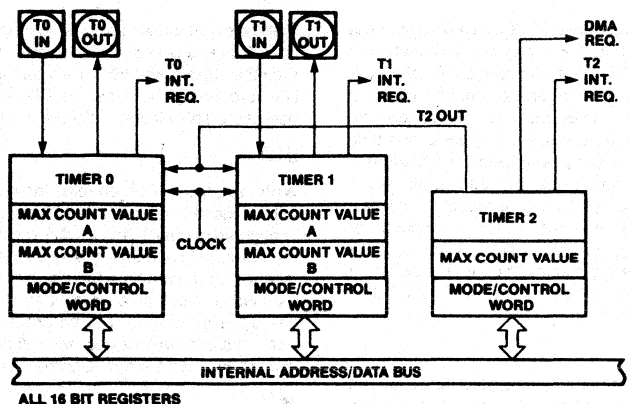 T0 IN
T0 OUT
T1 IN
T1 OUT
DMA REQ.
T0 INT. REQ.
T1 INT. REQ.
T2 INT. REQ.
T2 OUT
TIMER 0
MAX COUNT VALUE A
MAX COUNT VALUE B
MODE/CONTROL WORD
CLOCK
TIMER 1
MAX COUNT VALUE A
MAX COUNT VALUE B
MODE/CONTROL WORD
TIMER 2
MAX COUNT VALUE
MODE/CONTROL WORD
INTERNAL ADDRESS/DATA BUS
ALL 16 BIT REGISTERS